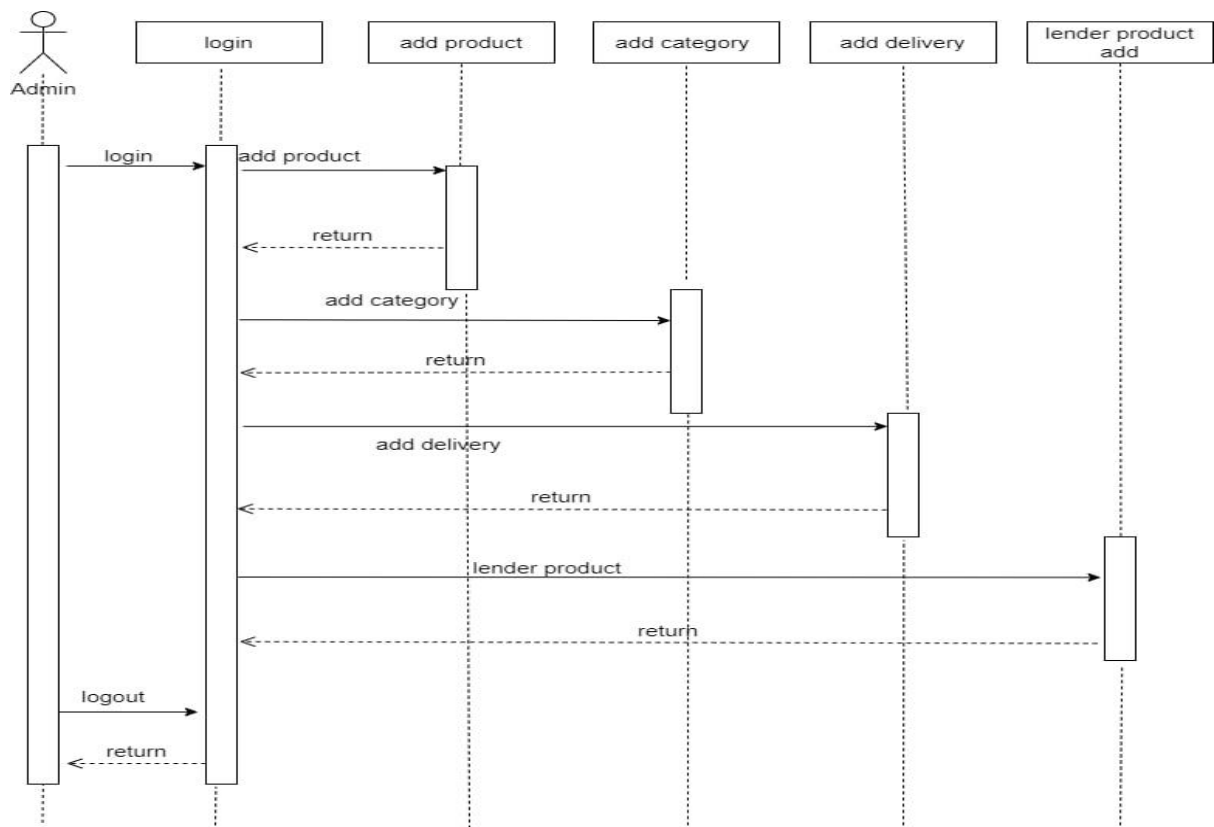 login
add product
add category
add delivery
lender product
add
Admin
login
add product
return
add category
return
add delivery
return
lender product
return
logout
return